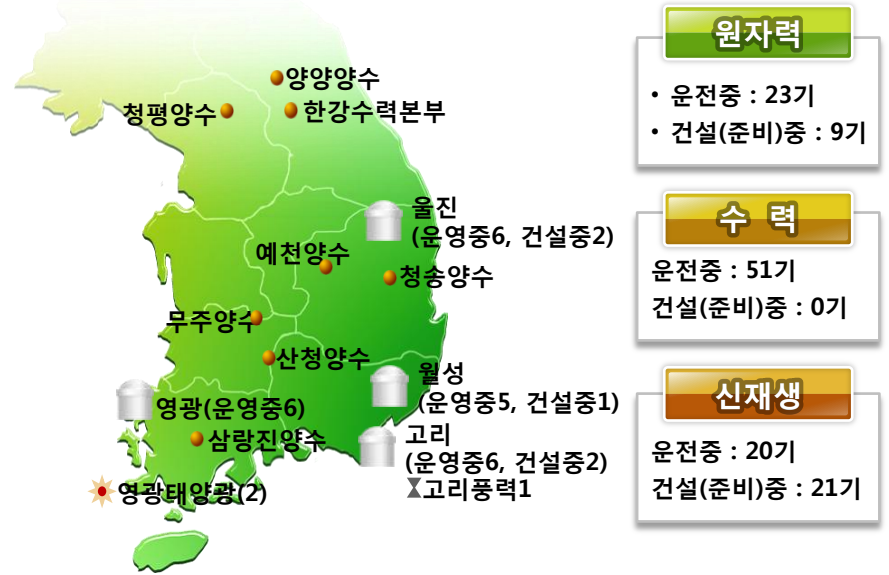 양양양수
청평양수
한강수력본부
울진
(운영중6, 건설중2)
예천양수
청송양수
무주양수
산청양수
월성
(운영중5, 건설중1)
영광(운영중6)
고리
(운영중6, 건설중2)
삼랑진양수
고리풍력1
영광태양광(2)
원자력
• 운전중 : 23기
• 건설(준비)중 : 9기
수 력
운전중 : 51기
건설(준비)중 : 0기
신재생
운전중 : 20기
건설(준비)중 : 21기